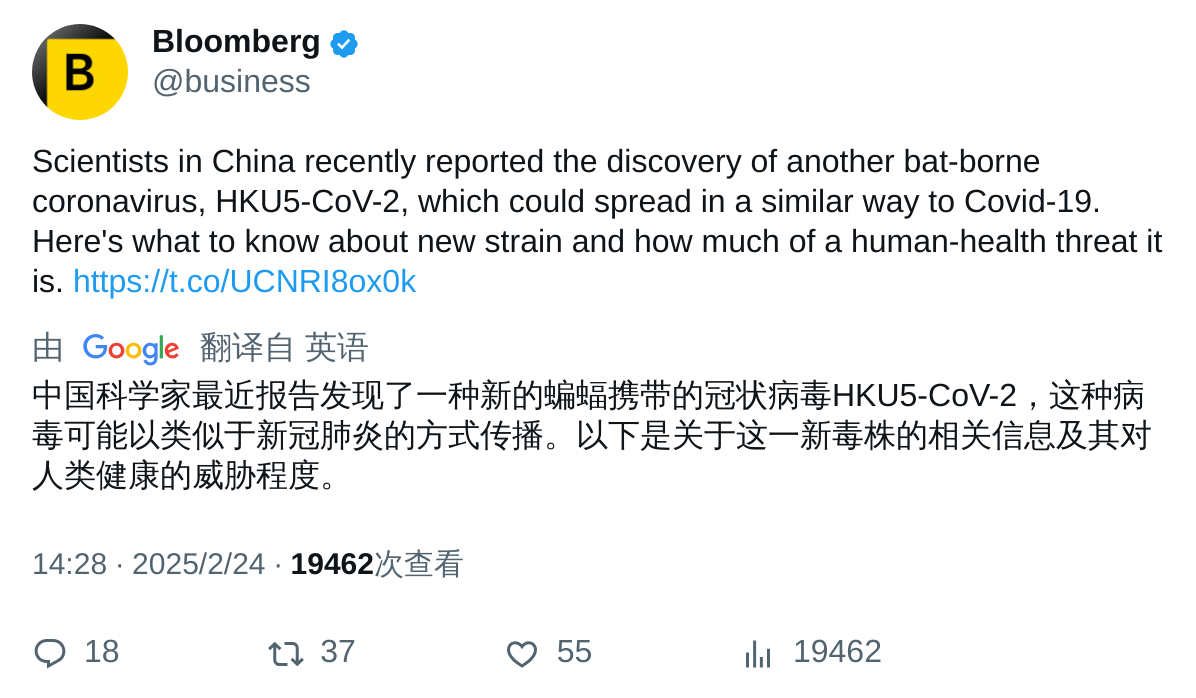 B
Bloomberg
@business
Scientists in China recently reported the discovery of another bat-borne
coronavirus, HKU5-CoV-2, which could spread in a similar way to Covid-19.
Here's what to know about new strain and how much of a human-health threat it
is. https://t.co/UCNRI8ox0k
由 Google 翻译自 英语
中国科学家最近报告发现了一种新的蝙蝠携带的冠状病毒HKU5-CoV-2，这种病
毒可能以类似于新冠肺炎的方式传播。以下是关于这一新毒株的相关信息及其对
人类健康的威胁程度。
14:28 · 2025/2/24 · 19462次查看
18 37 55 19462